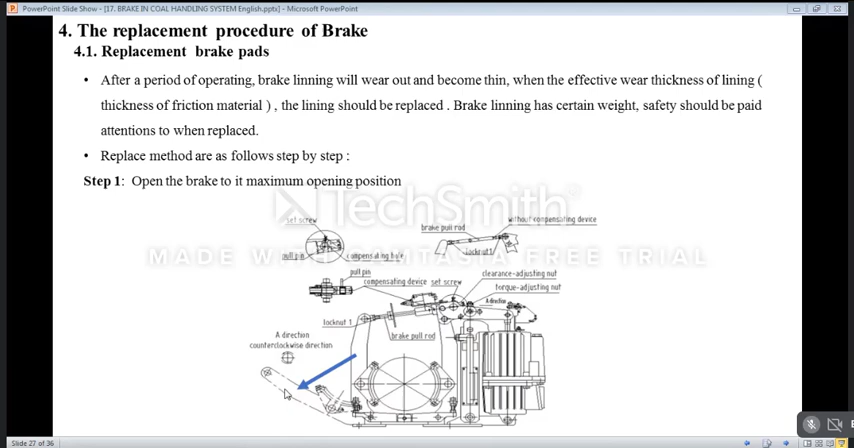 PowerPoint Slide Show - [17. BRAKE IN COAL HANDLING SYSTEM English.pptx] - Microsoft PowerPoint
4. The replacement procedure of Brake
4.1. Replacement brake pads
• After a period of operating, brake linning will wear out and become thin, when the effective wear thickness of lining (
thickness of friction material ) , the lining should be replaced . Brake linning has certain weight, safety should be paid
attentions to when replaced.
• Replace method are as follows step by step :
Step 1: Open the brake to it maximum opening position
TechSmith
MADE WITH CAMTASIA FREE TRIAL
set screw
brake pull rod
without compensating device
locknut1
pull pin
compensating hole
pull pin
compensating device
set screw
clearance-adjusting nut
torque-adjusting nut
A direction
locknut 1
brake pull rod
A direction
counterclockwise direction
Slide 27 of 36